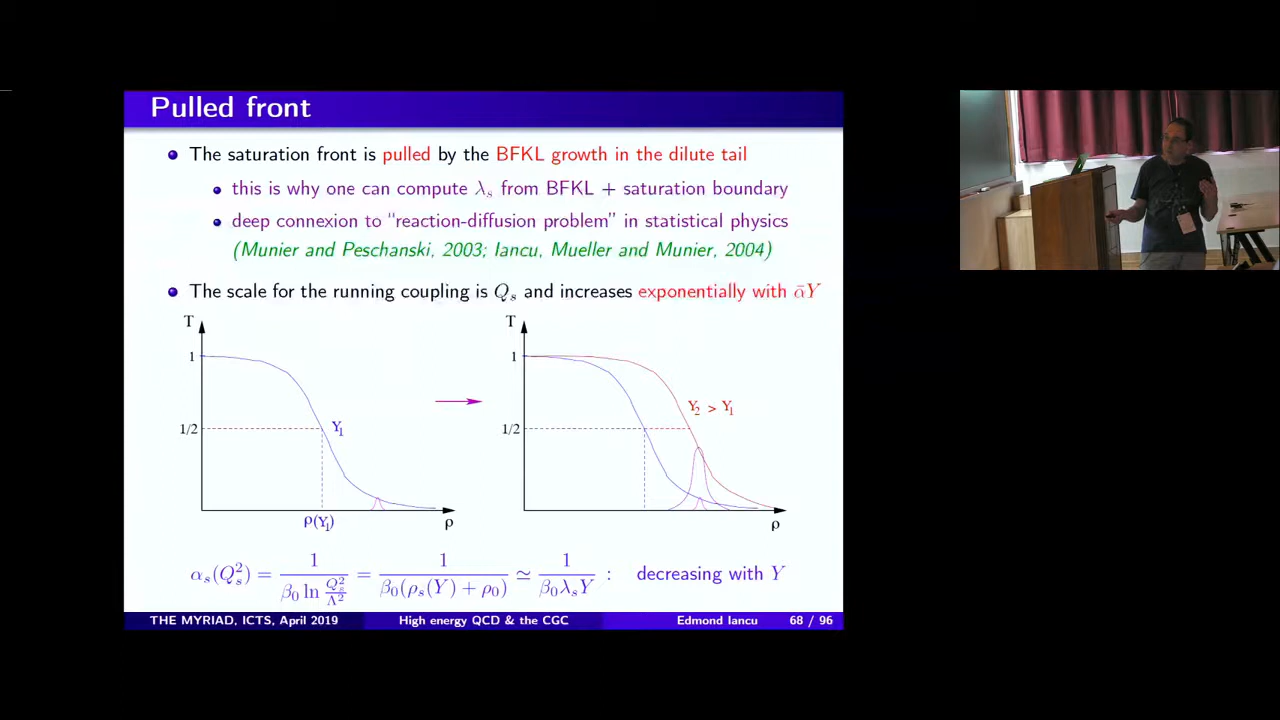 Pulled front
The saturation front is pulled by the BFKL growth in the dilute tail
this is why one can compute λ_s from BFKL + saturation boundary
deep connexion to “reaction-diffusion problem” in statistical physics
(Munier and Peschanski, 2003; Iancu, Mueller and Munier, 2004)
The scale for the running coupling is Q_s and increases exponentially with ᾱY
T
1
1/2
Y₁
ρ(Y₁)
ρ
T
1
1/2
Y₂ > Y₁
ρ
α_s(Q_s²) = 1 / (β₀ ln (Q_s²/Λ²)) = 1 / (β₀(ρ_s(Y) + ρ₀)) ≃ 1 / (β₀λ_sY) : decreasing with Y
THE MYRIAD, ICTS, April 2019 High energy QCD & the CGC Edmond Iancu 68 / 96